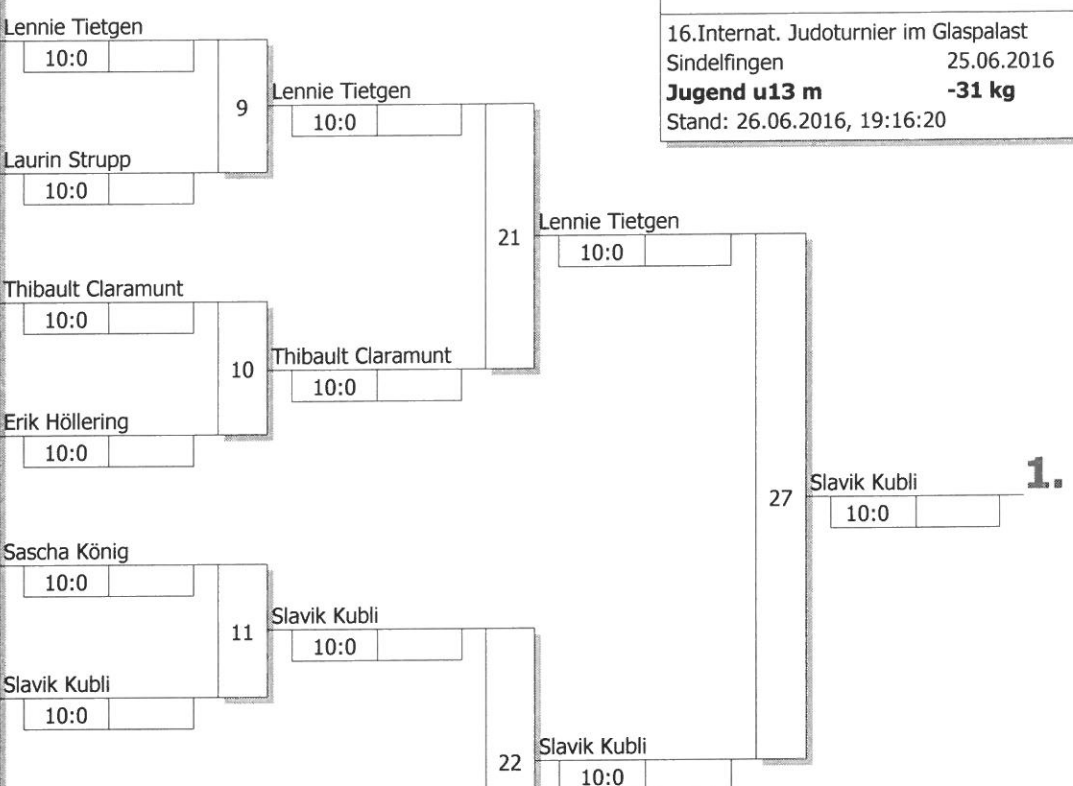 16.Internat. Judoturnier im Glaspalast
Sindelfingen 25.06.2016
Jugend u13 m -31 kg
Stand: 26.06.2016, 19:16:20
Lennie Tietgen
10:0
9
Lennie Tietgen
10:0
Laurin Strupp
10:0
21
Lennie Tietgen
10:0
Thibault Claramunt
10:0
10
Thibault Claramunt
10:0
Erik Höllering
10:0
27
Slavik Kubli
10:0
1.
Sascha König
10:0
11
Slavik Kubli
10:0
Slavik Kubli
10:0
22
Slavik Kubli
10:0